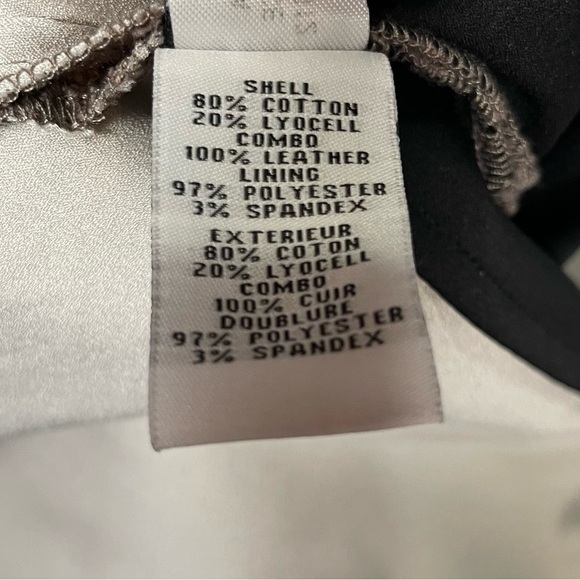 SHELL
80% COTTON
20% LYOCELL
COMBO
100% LEATHER
LINING
97% POLYESTER
3% SPANDEX
EXTERIEUR
80% COTON
20% LYOCELL
COMBO
100% CUIR
DOUBLURE
97% POLYESTER
3% SPANDEX